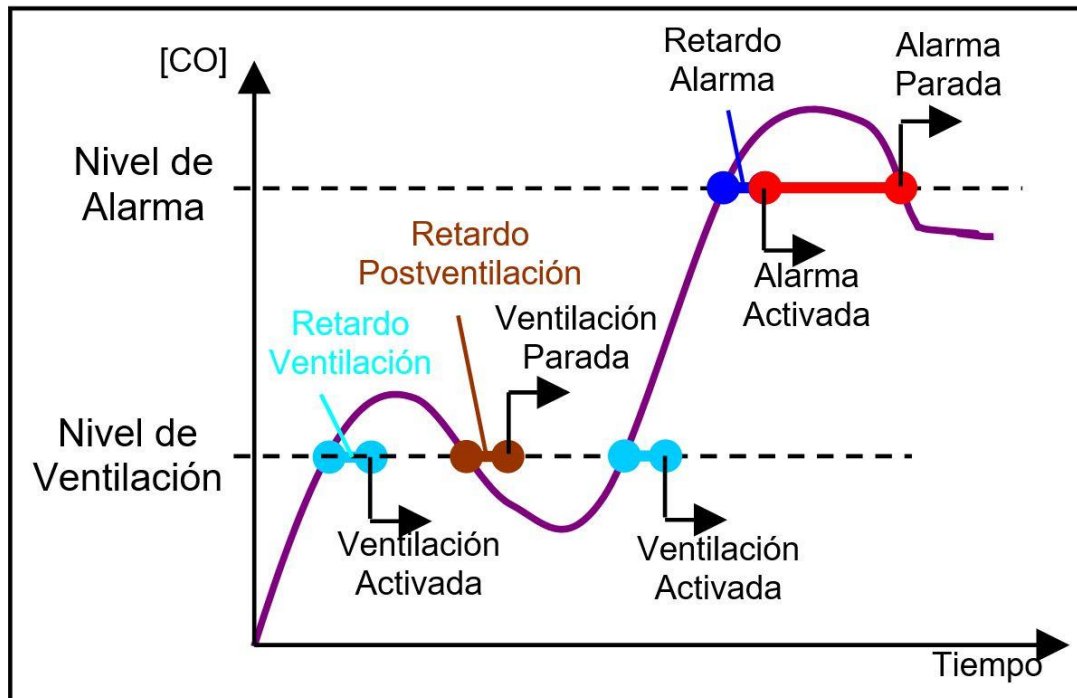 [CO]
Retardo
Alarma
Alarma
Parada
Nivel de
Alarma
Retardo
Postventilación
Alarma
Activada
Retardo
Ventilación
Ventilación
Parada
Nivel de
Ventilación
Ventilación
Activada
Ventilación
Activada
Tiempo